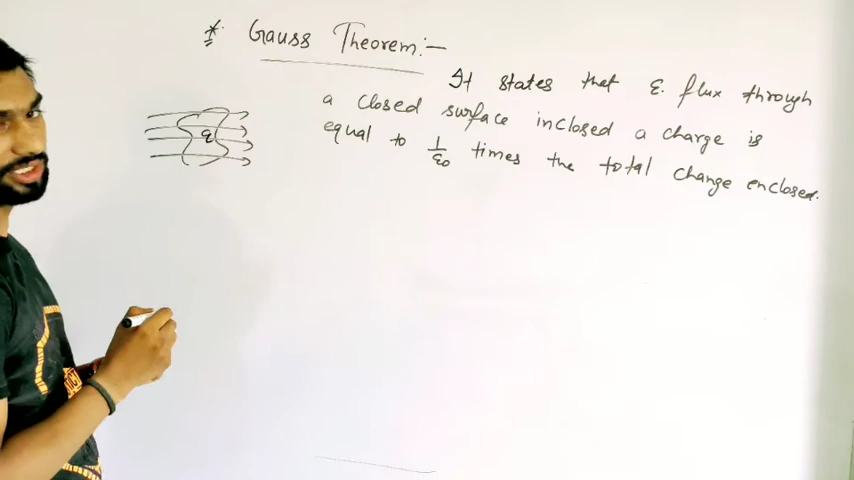 * Gauss Theorem:-
It states that E. flux through
a closed surface inclosed a charge is
equal to 1/ε0 times the total change enclosed.
q